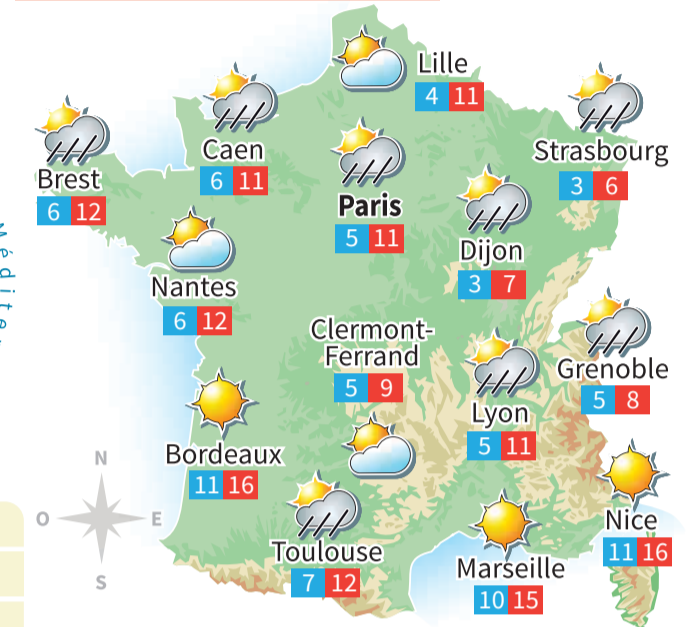 Lille
4 11
Caen
6 11
Strasbourg
3 6
Brest
6 12
Paris
5 11
Dijon
3 7
Nantes
6 12
Clermont-
Ferrand
5 9
Grenoble
5 8
Lyon
5 11
Bordeaux
11 16
Nice
11 16
Toulouse
7 12
Marseille
10 15
N
O E
S